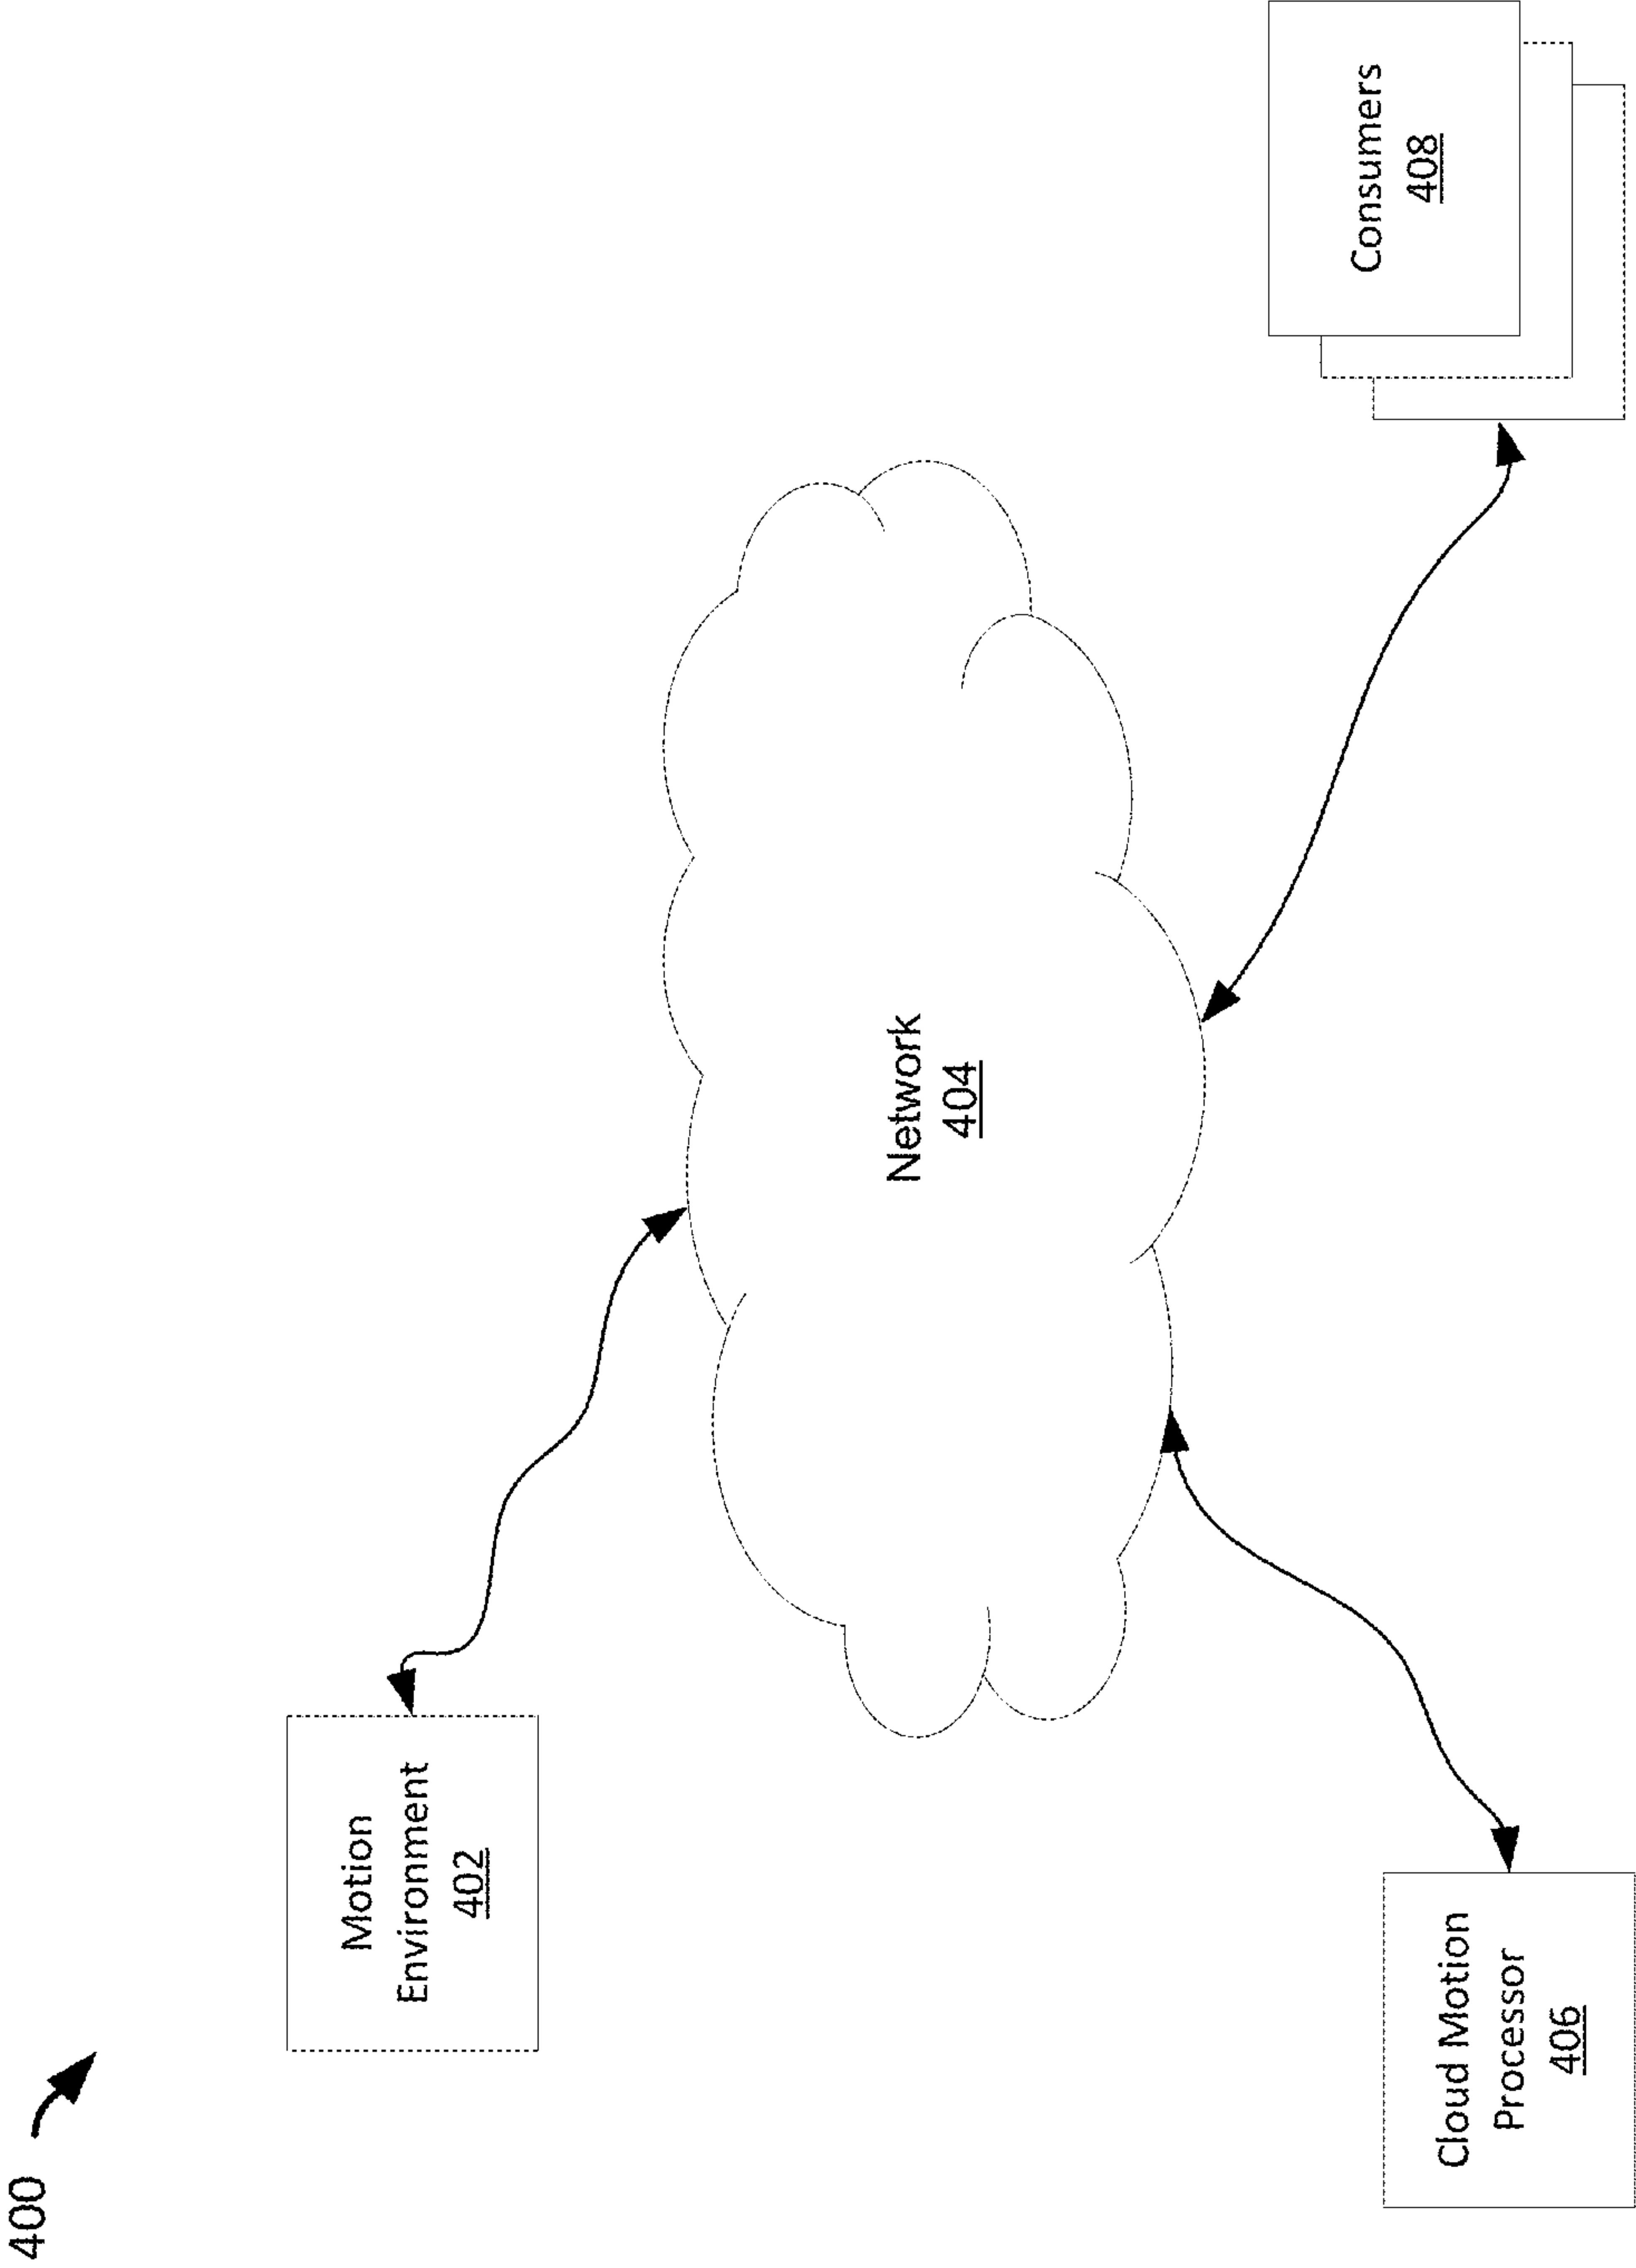 400
Motion
Environment
402
Network
404
Cloud Motion
Processor
406
Consumers
408